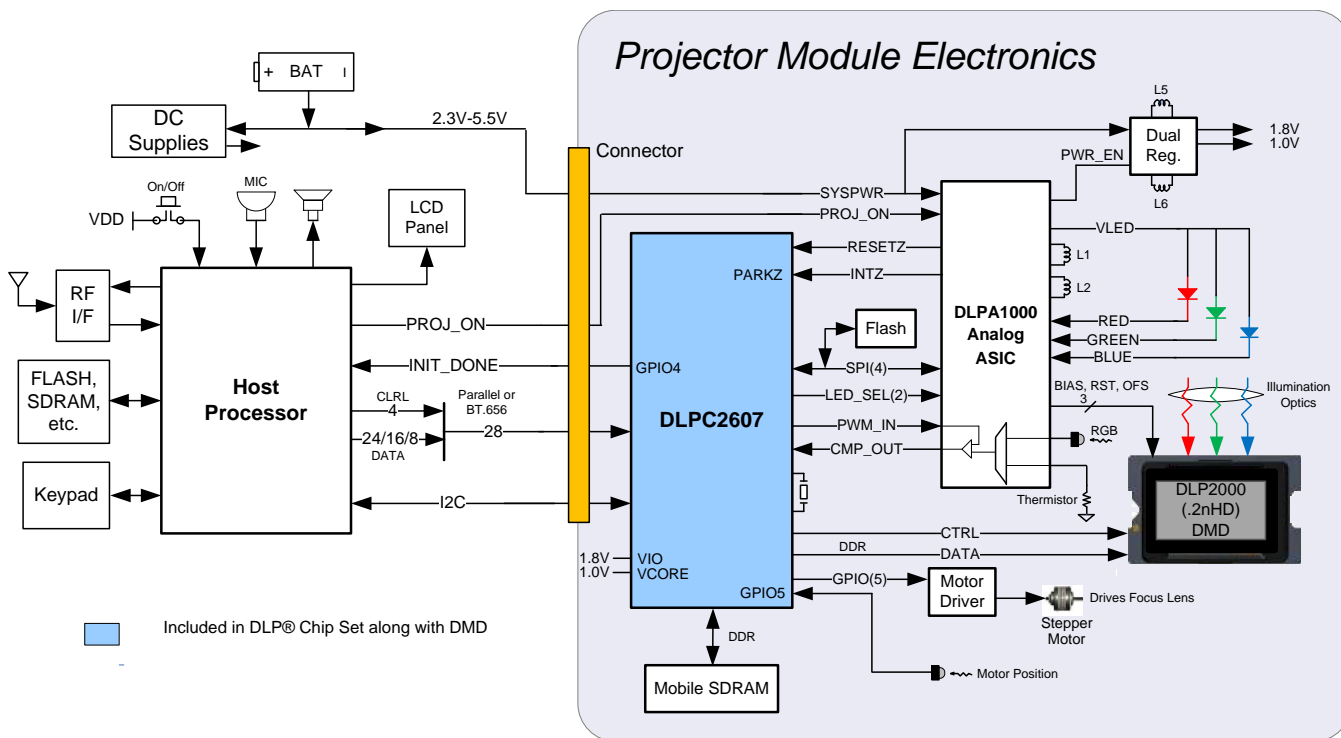 Projector Module Electronics
+ BAT
DC
Supplies
2.3V-5.5V
Connector
L5
Dual
Reg.
L6
1.8V
1.0V
PWR_EN
On/Off
VDD
MIC
LCD
Panel
SYSPWR
PROJ_ON
RESETZ
PARKZ
INTZ
VLED
L1
L2
DLPA1000
Analog
ASIC
RED
GREEN
BLUE
RF
I/F
PROJ_ON
INIT_DONE
GPIO4
Flash
SPI(4)
Host
Processor
FLASH,
SDRAM,
etc.
CLRL
4
24/16/8
DATA
Parallel or
BT.656
28
DLPC2607
LED_SEL(2)
PWM_IN
CMP_OUT
BIAS, RST, OFS
3
Illumination
Optics
RGB
Thermistor
Keypad
I2C
DLP2000
(.2nHD)
DMD
CTRL
DDR
DATA
1.8V
VIO
1.0V
VCORE
GPIO5
GPIO(5)
Motor
Driver
Drives Focus Lens
Stepper
Motor
Included in DLP® Chip Set along with DMD
DDR
Mobile SDRAM
Motor Position